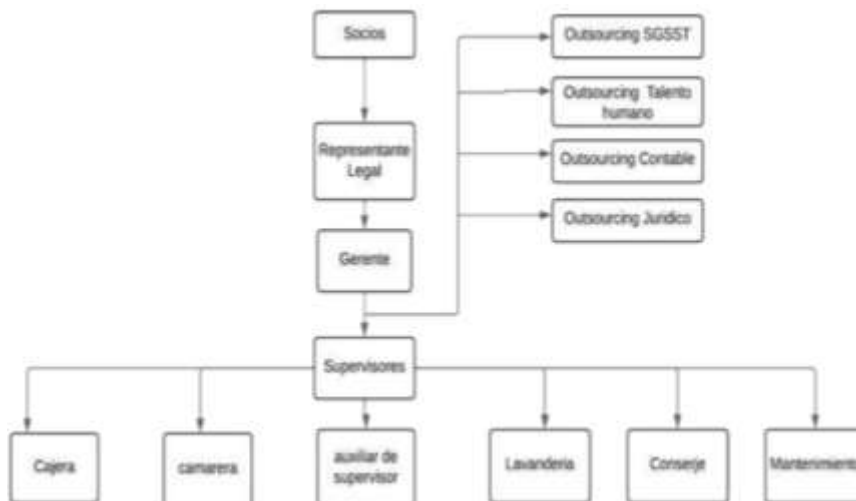 Socios
Outsourcing SGSST
Outsourcing Talento
humano
Representante
Legal
Outsourcing Contable
Outsourcing Juridico
Gerente
Supervisores
Cajera
camarera
auxiliar de
supervisor
Lavanderia
Conserje
Mantenimiento